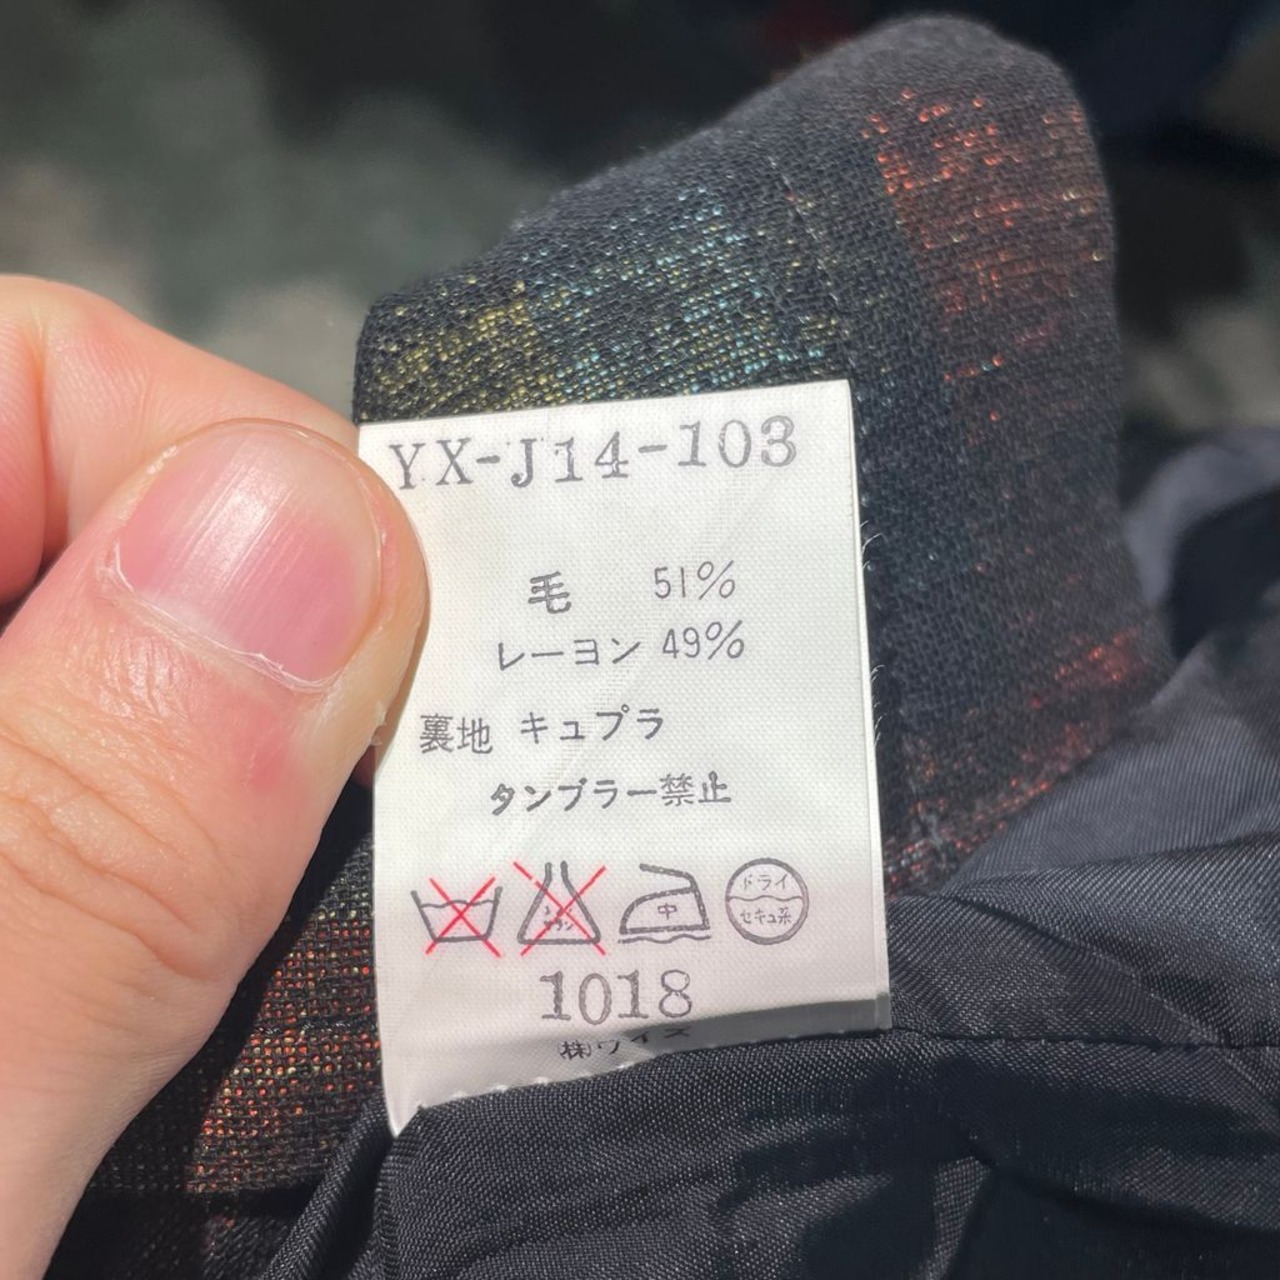 YX-J14-103
毛 51%
レーヨン 49%
裏地 キュプラ
タンブラー禁止
中
ドライ
セキユ系
1018
㈱ワイズ